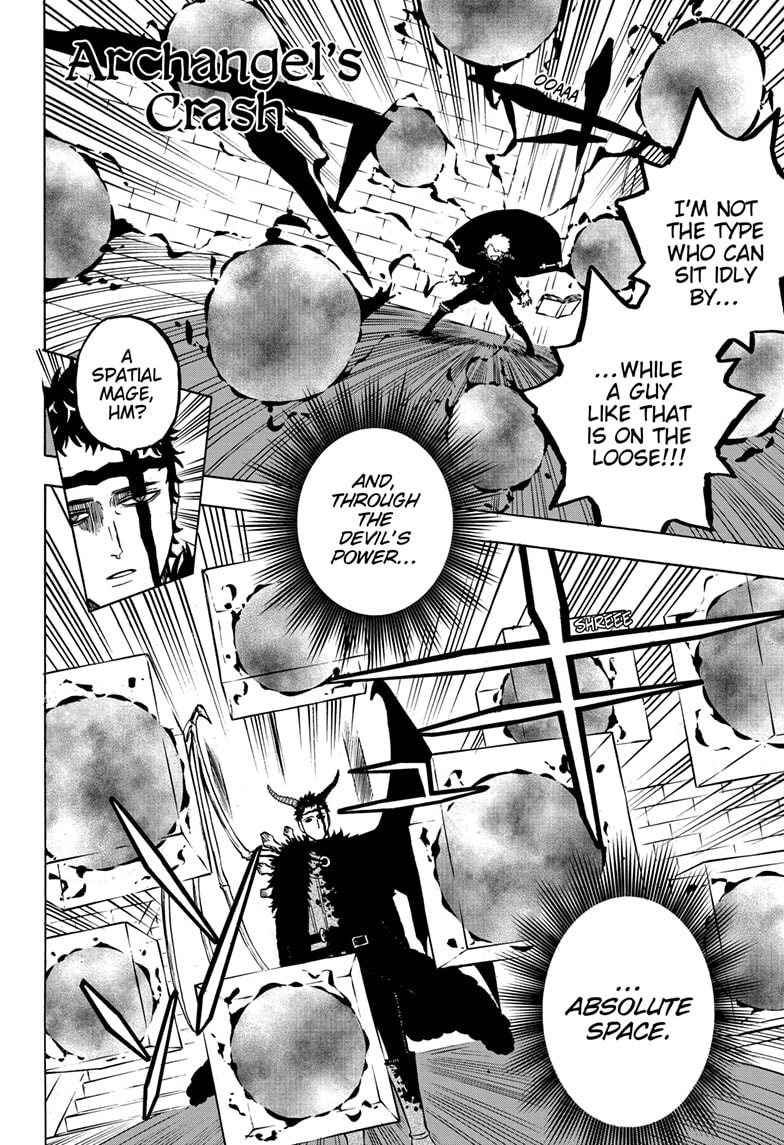 Archangel's
Crash
OOAAA
I'M NOT
THE TYPE
WHO CAN
SIT IDLY
BY...
...WHILE
A GUY
LIKE THAT
IS ON THE
LOOSE!!!
A
SPATIAL
MAGE,
HM?
AND,
THROUGH
THE
DEVIL'S
POWER...
SHREEE
...
ABSOLUTE
SPACE.